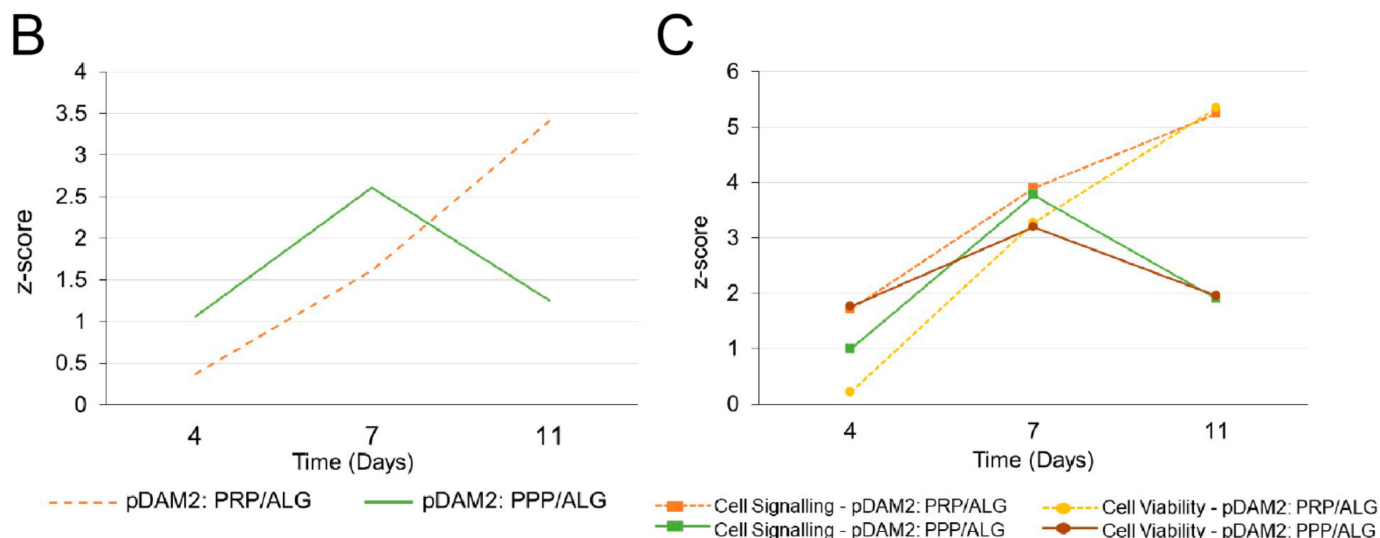 B
4
3.5
3
2.5
2
1.5
1
0.5
0
z-score
4 7 11
Time (Days)
pDAM2: PRP/ALG pDAM2: PPP/ALG
C
6
5
4
3
2
1
0
z-score
4 7 11
Time (Days)
Cell Signalling - pDAM2: PRP/ALG Cell Viability - pDAM2: PRP/ALG
Cell Signalling - pDAM2: PPP/ALG Cell Viability - pDAM2: PPP/ALG